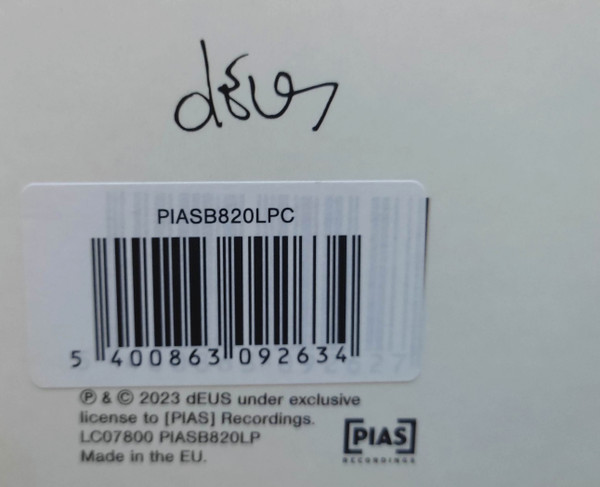 dEUS
PIASB820LPC
5 400863 092634
℗ & © 2023 dEUS under exclusive
license to [PIAS] Recordings.
LC07800 PIASB820LP
Made in the EU.
[PIAS]
RECORDINGS